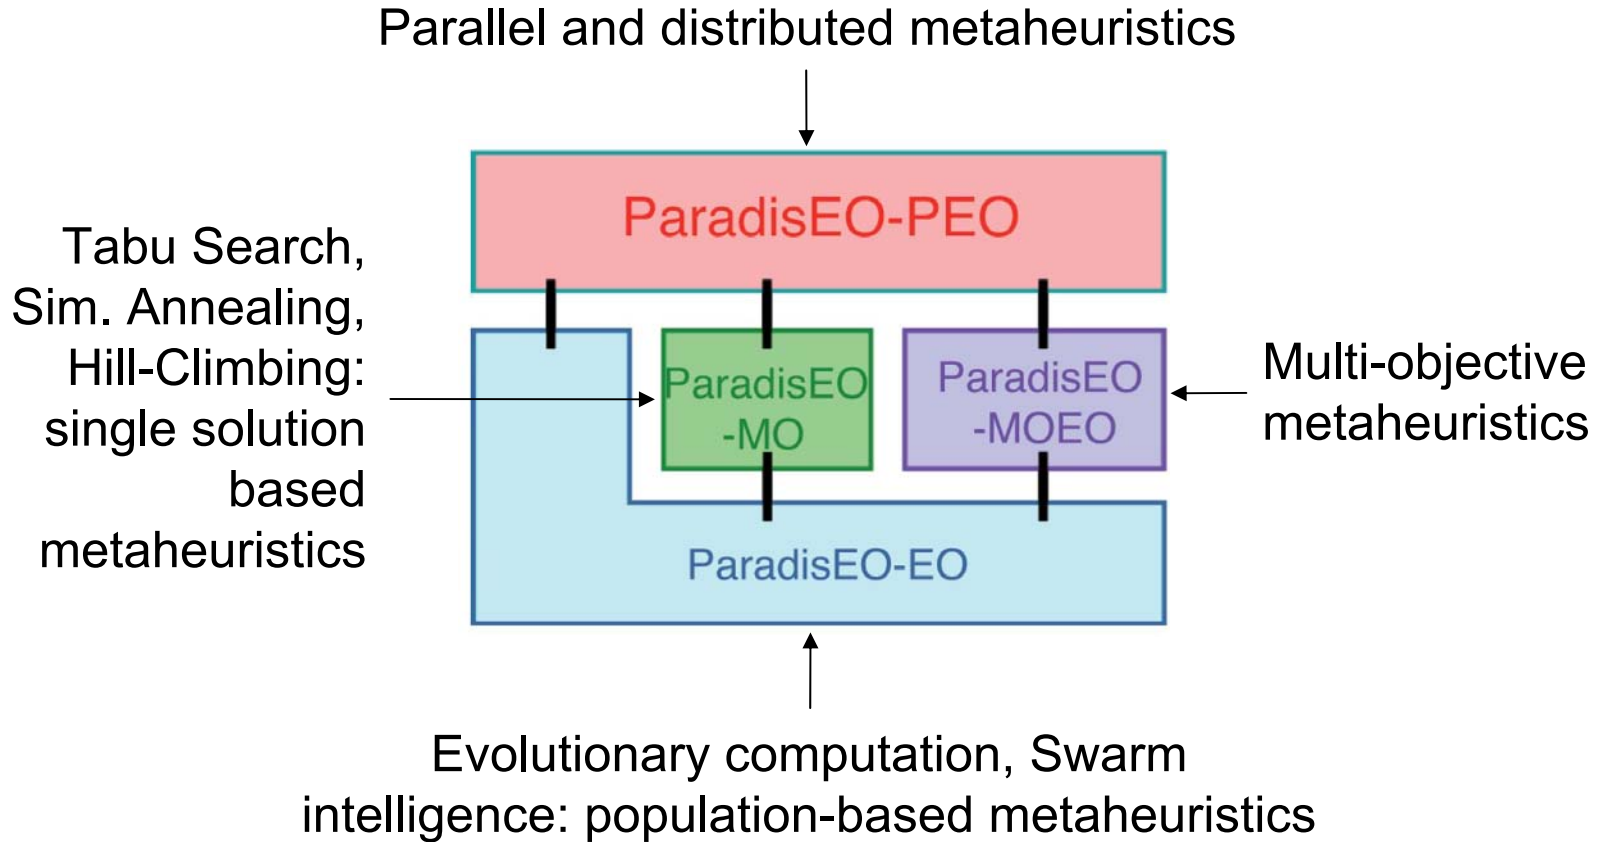 Parallel and distributed metaheuristics
ParadisEO-PEO
Tabu Search,
Sim. Annealing,
Hill-Climbing:
single solution
based
metaheuristics
ParadisEO
-MO
ParadisEO
-MOEO
Multi-objective
metaheuristics
ParadisEO-EO
Evolutionary computation, Swarm
intelligence: population-based metaheuristics